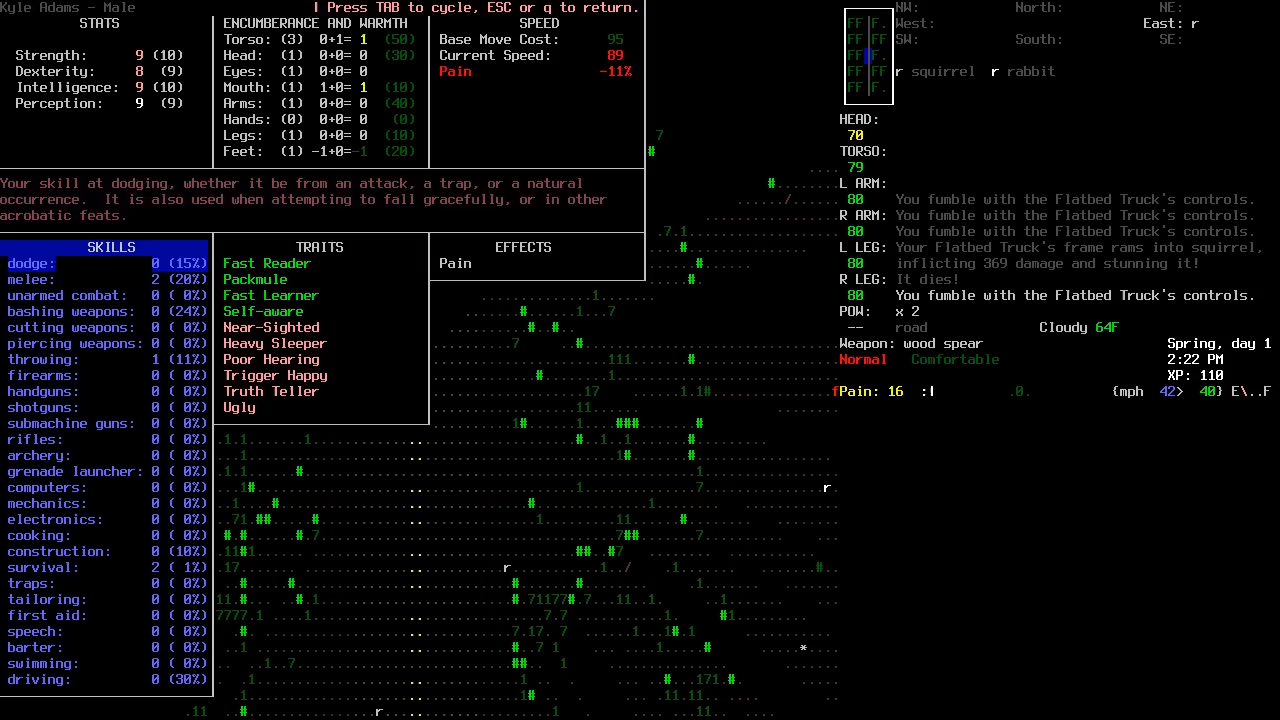 Kyle Adams - Male
| Press TAB to cycle, ESC or q to return.
STATS
Strength: 9 (10)
Dexterity: 8 (9)
Intelligence: 9 (10)
Perception: 9 (9)
ENCUMBERANCE AND WARMTH
Torso: (3) 0+1= 1 (50)
Head: (1) 0+0= 0 (30)
Eyes: (1) 0+0= 0
Mouth: (1) 1+0= 1 (10)
Arms: (1) 0+0= 0 (40)
Hands: (0) 0+0= 0 (0)
Legs: (1) 0+0= 0 (10)
Feet: (1) -1+0=-1 (20)
SPEED
Base Move Cost: 95
Current Speed: 89
Pain -11%
Your skill at dodging, whether it be from an attack, a trap, or a natural
occurrence. It is also used when attempting to fall gracefully, or in other
acrobatic feats.
SKILLS
dodge: 0 (15%)
melee: 2 (20%)
unarmed combat: 0 ( 0%)
bashing weapons: 0 (24%)
cutting weapons: 0 ( 0%)
piercing weapons: 0 ( 0%)
throwing: 1 (11%)
firearms: 0 ( 0%)
handguns: 0 ( 0%)
shotguns: 0 ( 0%)
submachine guns: 0 ( 0%)
rifles: 0 ( 0%)
archery: 0 ( 0%)
grenade launcher: 0 ( 0%)
computers: 0 ( 0%)
mechanics: 0 ( 0%)
electronics: 0 ( 0%)
cooking: 0 ( 0%)
construction: 0 (10%)
survival: 2 ( 1%)
traps: 0 ( 0%)
tailoring: 0 ( 0%)
first aid: 0 ( 0%)
speech: 0 ( 0%)
barter: 0 ( 0%)
swimming: 0 ( 0%)
driving: 0 (30%)
TRAITS
Fast Reader
Packmule
Fast Learner
Self-aware
Near-Sighted
Heavy Sleeper
Poor Hearing
Trigger Happy
Truth Teller
Ugly
EFFECTS
Pain
NW: North: NE:
West: East: r
SW: South: SE:
r squirrel r rabbit
FF F.
FF FF
FF F.
FF FF
FF F.
HEAD:
70
TORSO:
79
L ARM:
80
R ARM:
80
L LEG:
80
R LEG:
80
POW:
--
You fumble with the Flatbed Truck's controls.
You fumble with the Flatbed Truck's controls.
You fumble with the Flatbed Truck's controls.
Your Flatbed Truck's frame rams into squirrel,
inflicting 369 damage and stunning it!
It dies!
You fumble with the Flatbed Truck's controls.
x 2
road Cloudy 64F
Weapon: wood spear Spring, day 1
Normal Comfortable 2:22 PM
XP: 110
Pain: 16 :| .0. {mph 42> 40} E\..F